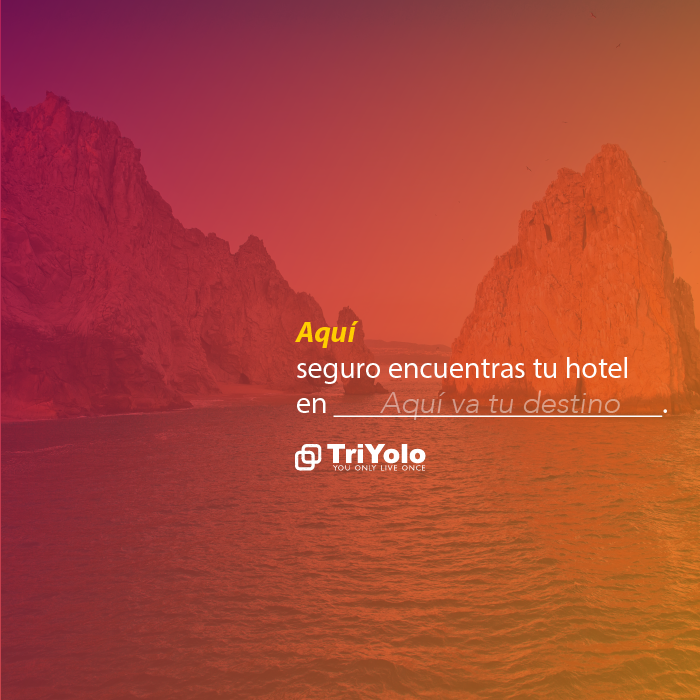 Aquí
seguro encuentras tu hotel
en ____Aquí va tu destino____.
TriYolo
YOU ONLY LIVE ONCE